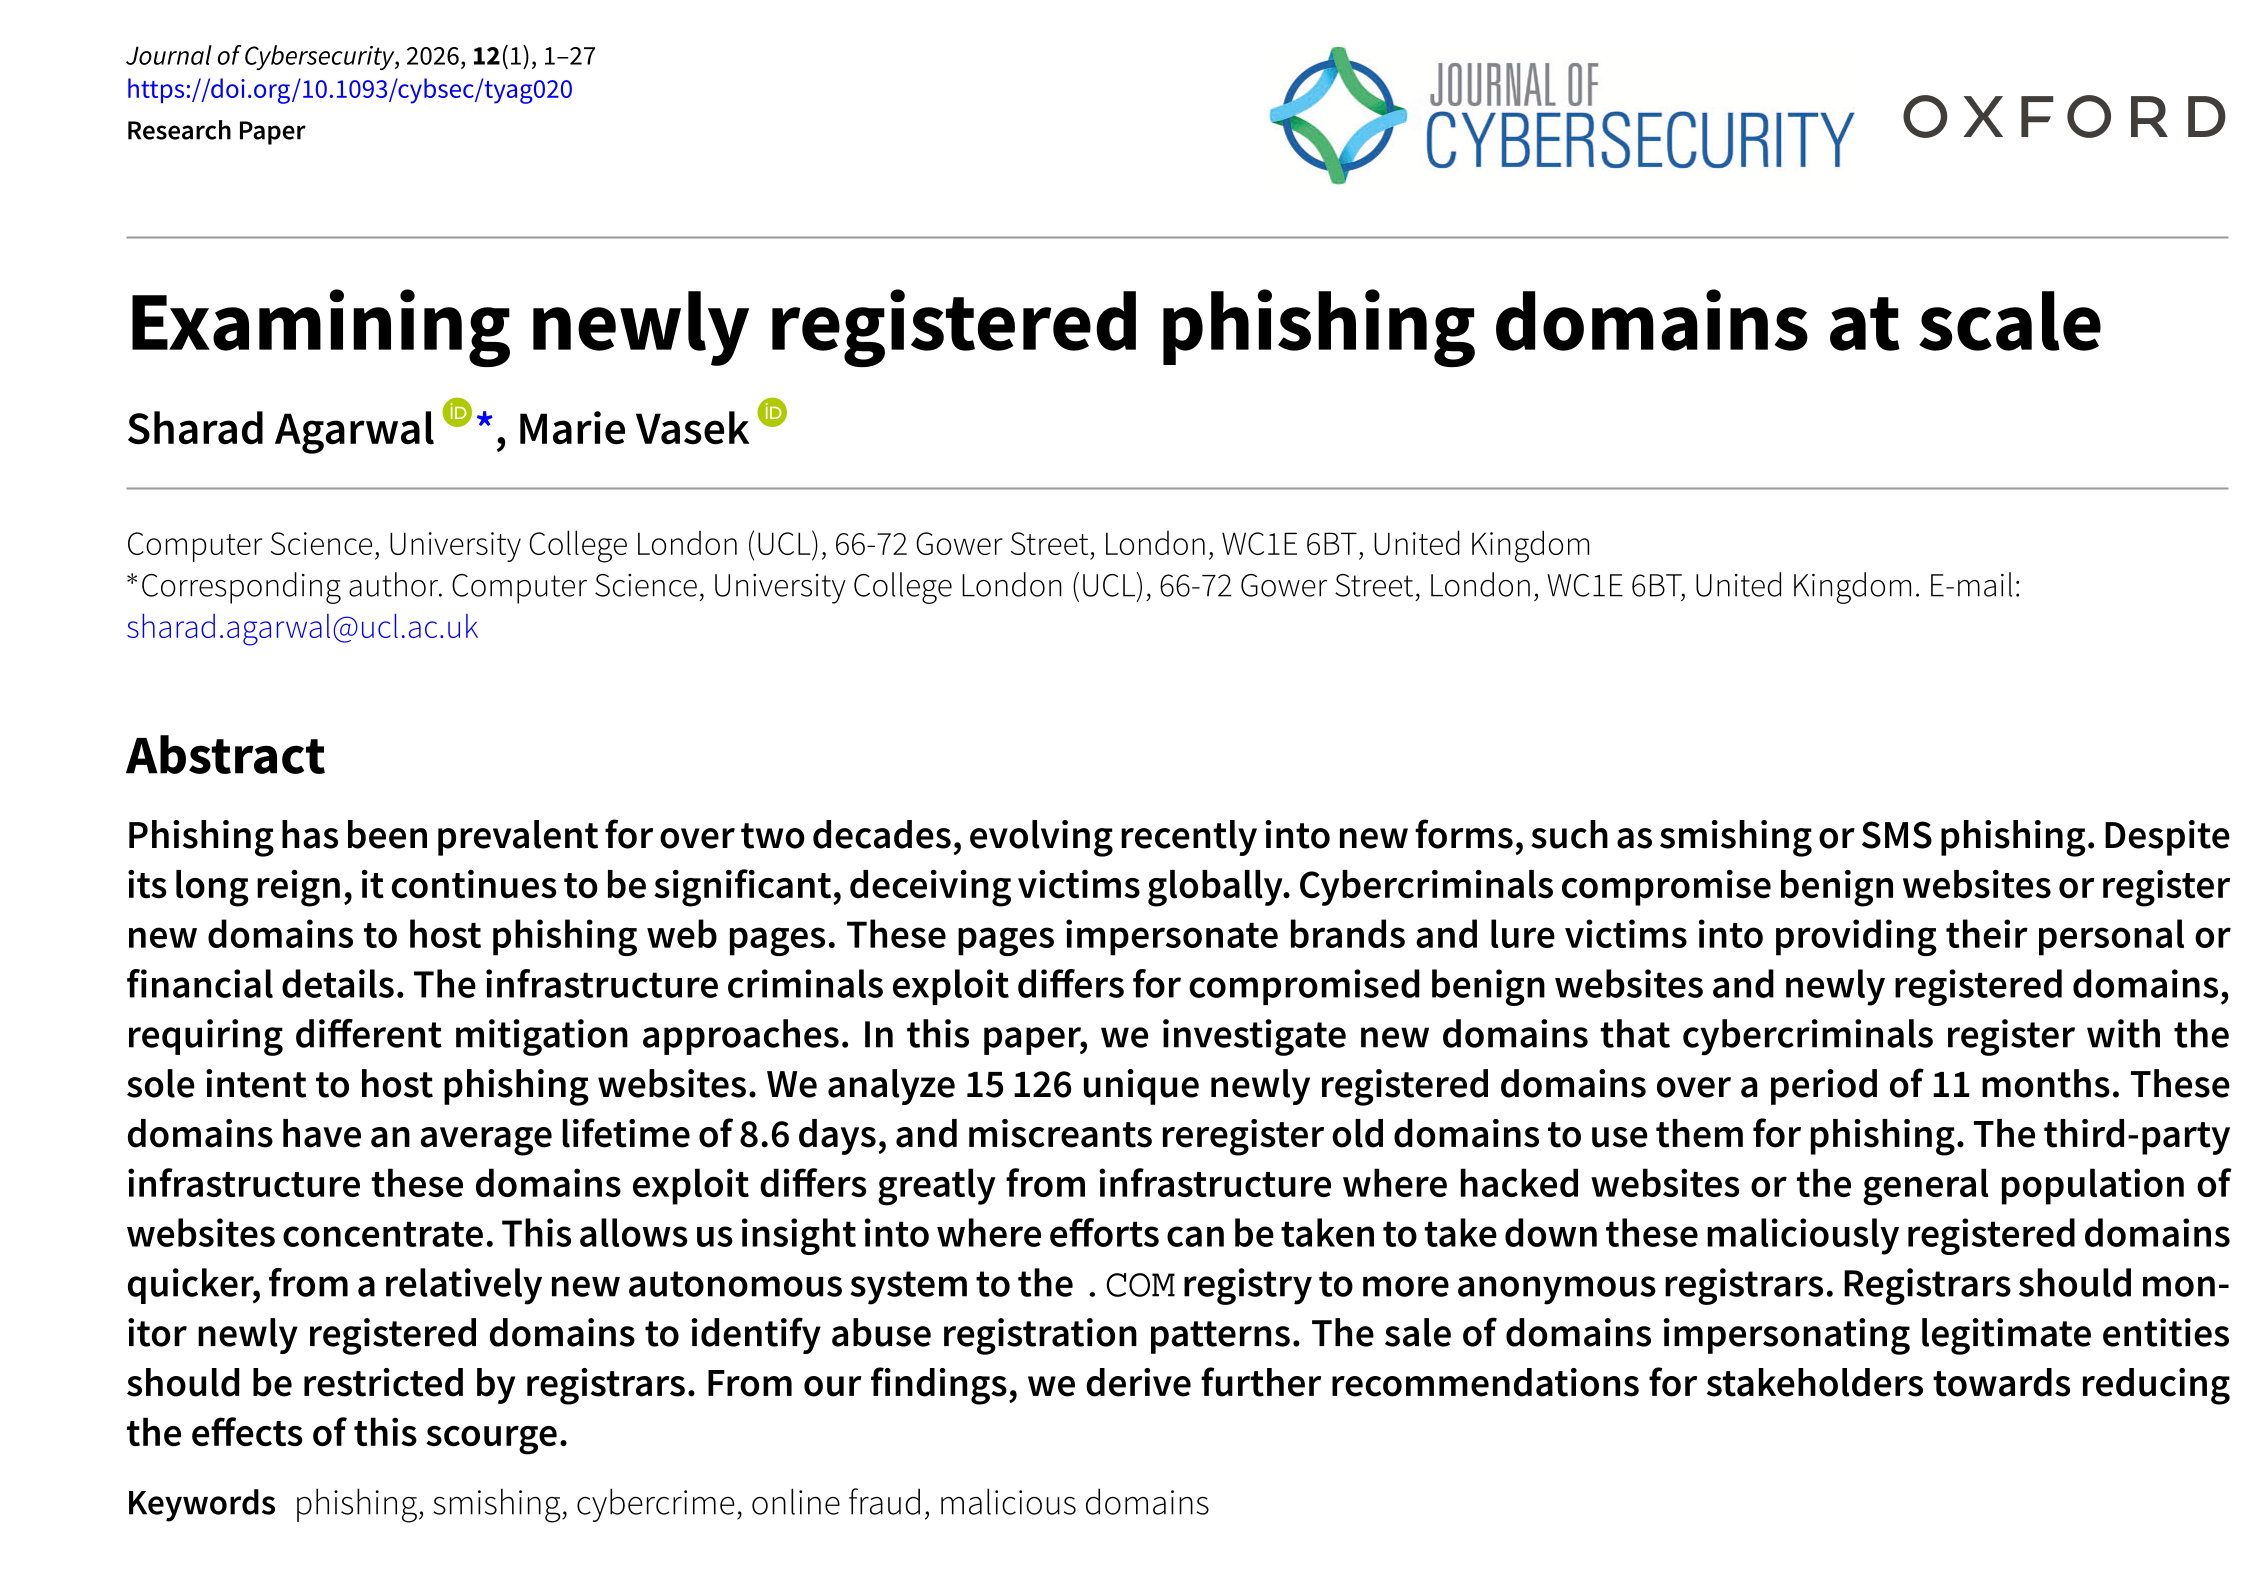 Journal of Cybersecurity, 2026, 12(1), 1–27
https://doi.org/10.1093/cybsec/tyag020
Research Paper
JOURNAL OF
CYBERSECURITY
OXFORD
Examining newly registered phishing domains at scale
Sharad Agarwal iD *, Marie Vasek iD
Computer Science, University College London (UCL), 66-72 Gower Street, London, WC1E 6BT, United Kingdom
*Corresponding author. Computer Science, University College London (UCL), 66-72 Gower Street, London, WC1E 6BT, United Kingdom. E-mail:
sharad.agarwal@ucl.ac.uk
Abstract
Phishing has been prevalent for over two decades, evolving recently into new forms, such as smishing or SMS phishing. Despite
its long reign, it continues to be significant, deceiving victims globally. Cybercriminals compromise benign websites or register
new domains to host phishing web pages. These pages impersonate brands and lure victims into providing their personal or
financial details. The infrastructure criminals exploit differs for compromised benign websites and newly registered domains,
requiring different mitigation approaches. In this paper, we investigate new domains that cybercriminals register with the
sole intent to host phishing websites. We analyze 15 126 unique newly registered domains over a period of 11 months. These
domains have an average lifetime of 8.6 days, and miscreants reregister old domains to use them for phishing. The third-party
infrastructure these domains exploit differs greatly from infrastructure where hacked websites or the general population of
websites concentrate. This allows us insight into where efforts can be taken to take down these maliciously registered domains
quicker, from a relatively new autonomous system to the .COM registry to more anonymous registrars. Registrars should mon-
itor newly registered domains to identify abuse registration patterns. The sale of domains impersonating legitimate entities
should be restricted by registrars. From our findings, we derive further recommendations for stakeholders towards reducing
the effects of this scourge.
Keywords phishing, smishing, cybercrime, online fraud, malicious domains